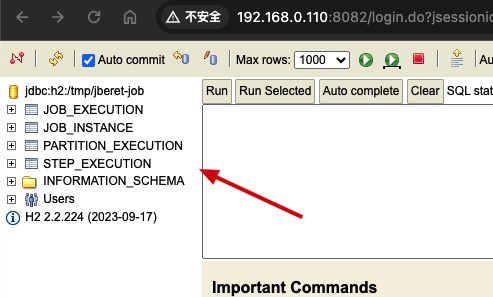 不安全 192.168.0.110:8082/login.do?jsessionid
Auto commit Max rows: 1000 Au
jdbc:h2:/tmp/jberet-job
Run Run Selected Auto complete Clear SQL stat
JOB_EXECUTION
JOB_INSTANCE
PARTITION_EXECUTION
STEP_EXECUTION
INFORMATION_SCHEMA
Users
H2 2.2.224 (2023-09-17)
Important Commands